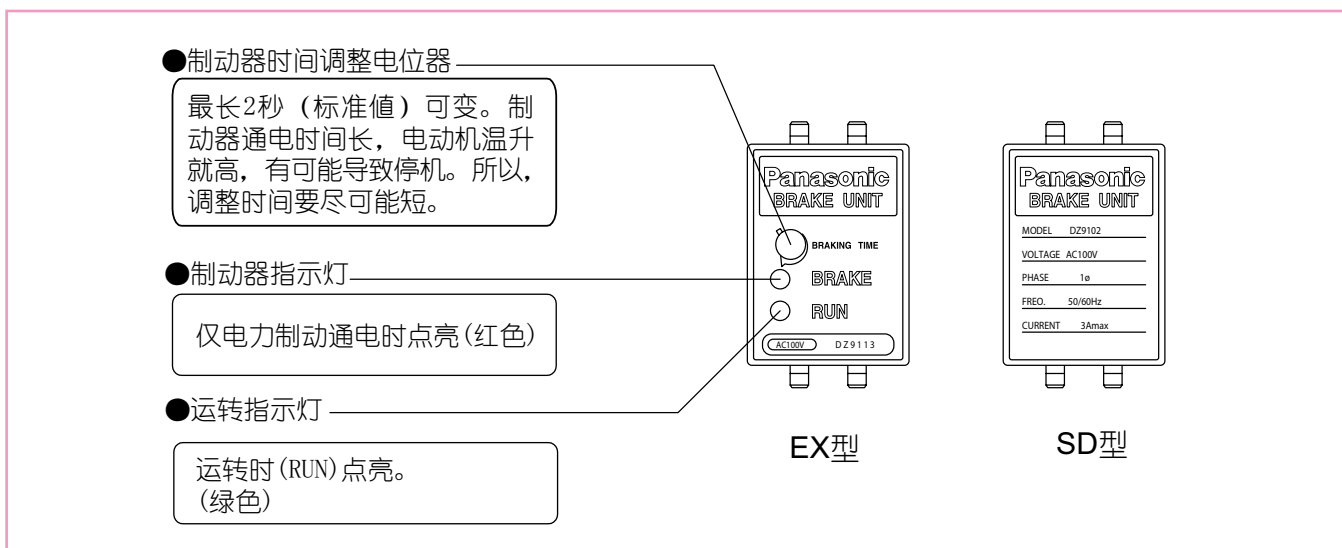 ●制动器时间调整电位器
最长2秒（标准值）可变。制
动器通电时间长，电动机温升
就高，有可能导致停机。所以，
调整时间要尽可能短。
●制动器指示灯
仅电力制动通电时点亮(红色)
●运转指示灯
运转时(RUN)点亮。
(绿色)
Panasonic
BRAKE UNIT
BRAKING TIME
BRAKE
RUN
AC100V DZ9113
EX型
Panasonic
BRAKE UNIT
MODEL DZ9102
VOLTAGE AC100V
PHASE 1ø
FREO. 50/60Hz
CURRENT 3Amax
SD型